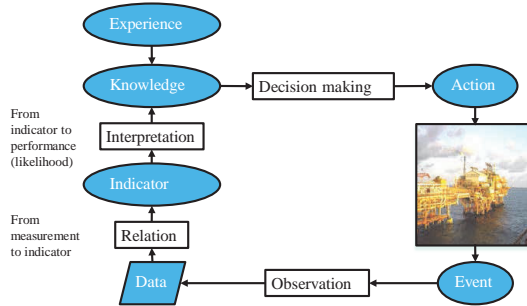 Experience
Knowledge
Decision making
Action
From
indicator to
performance
(likelihood)
Interpretation
Indicator
From
measurement
to indicator
Relation
Data
Observation
Event